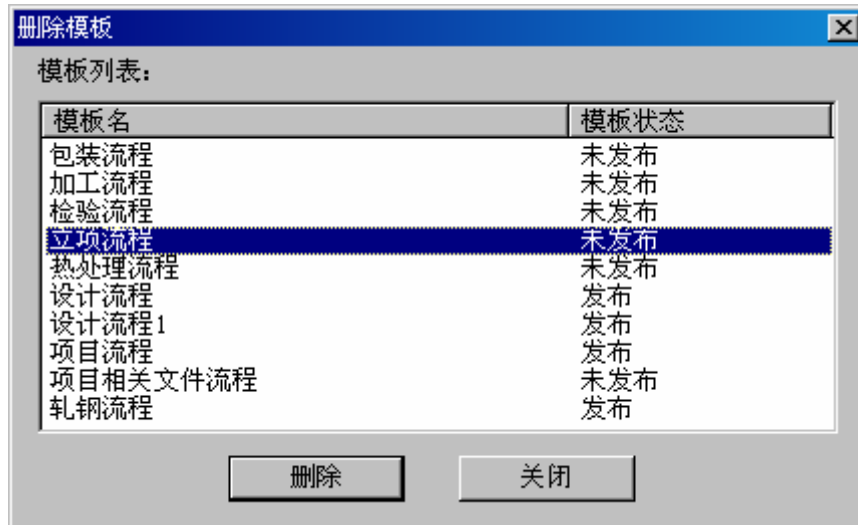 删除模板
模板列表:
模板名 模板状态
包装流程 未发布
加工流程 未发布
检验流程 未发布
立项流程 未发布
热处理流程 未发布
设计流程 发布
设计流程1 发布
项目流程 发布
项目相关文件流程 未发布
轧钢流程 发布
删除 关闭